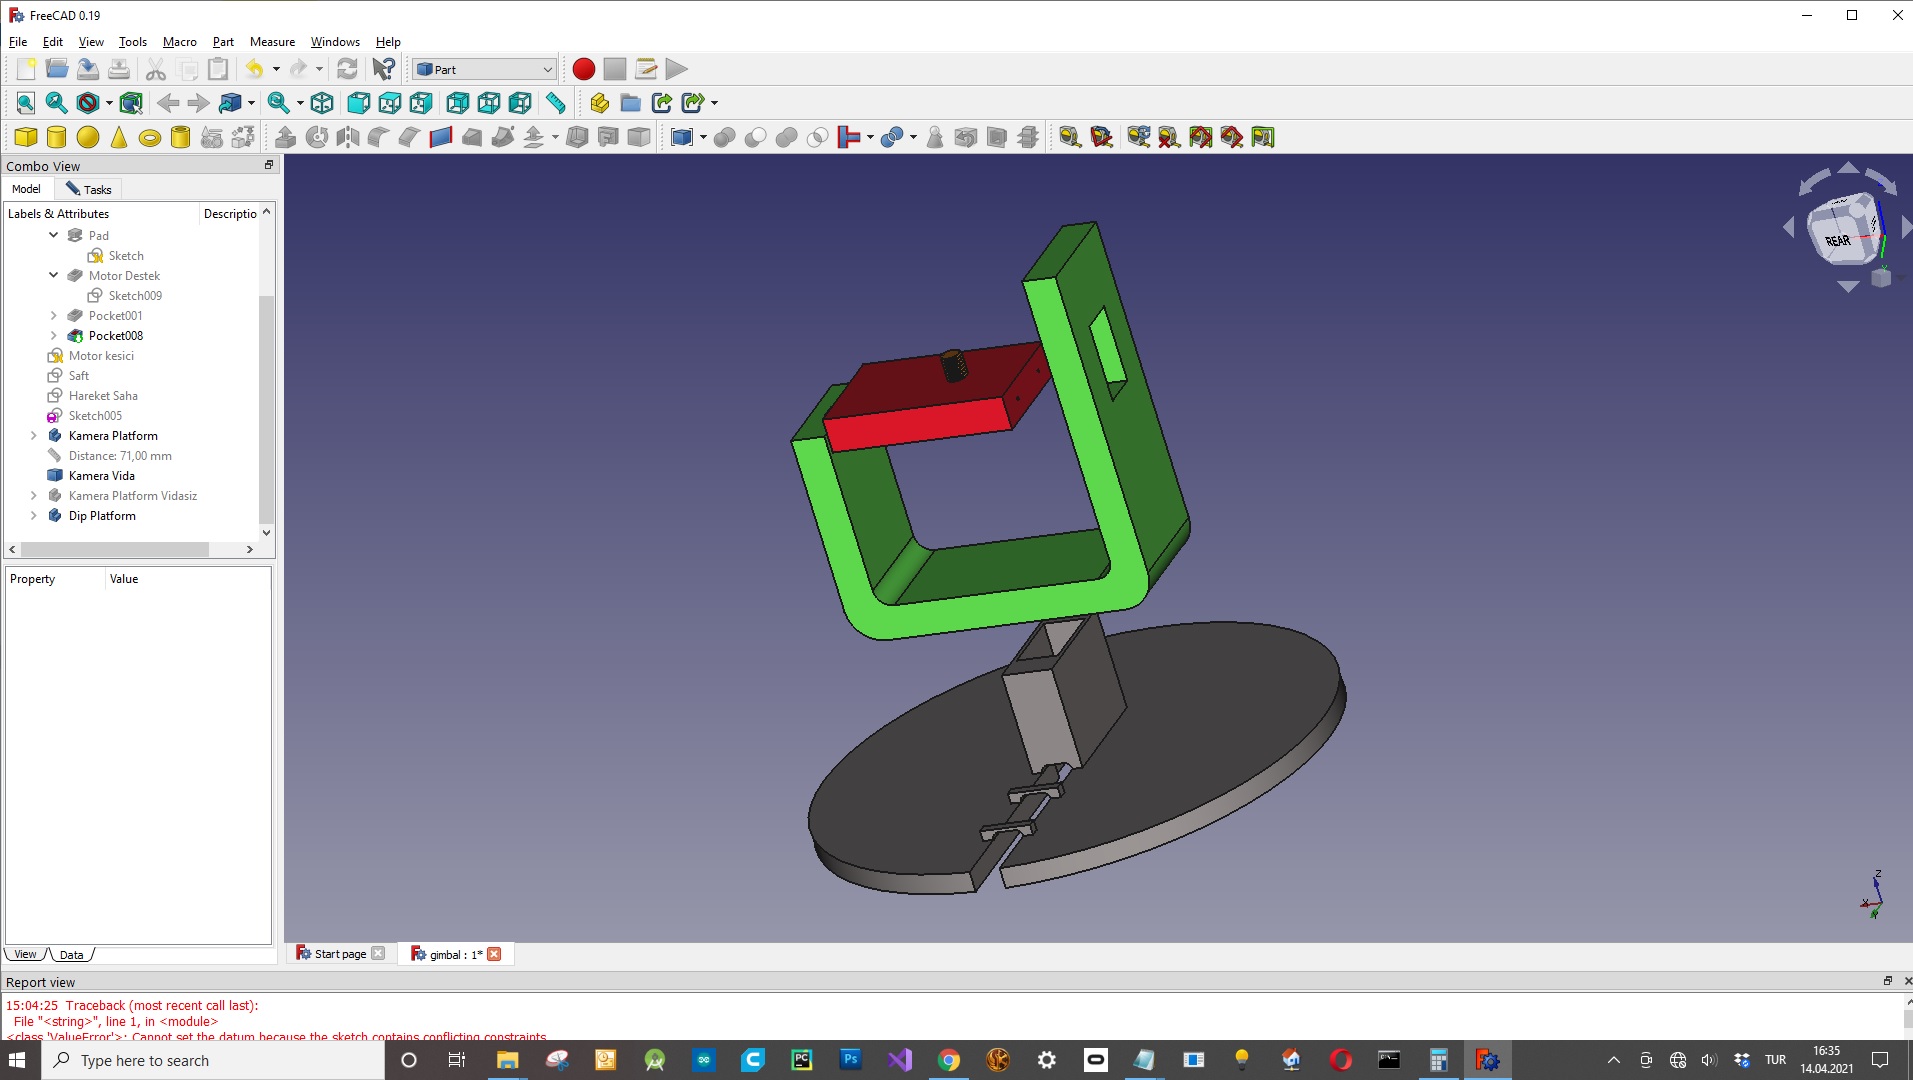 FreeCAD 0.19
File Edit View Tools Macro Part Measure Windows Help
Part
Combo View
Model Tasks
Labels & Attributes Descriptio
Pad
Sketch
Motor Destek
Sketch009
Pocket001
Pocket008
Motor kesici
Saft
Hareket Saha
Sketch005
Kamera Platform
Distance: 71,00 mm
Kamera Vida
Kamera Platform Vidasiz
Dip Platform
Property Value
View Data
REAR
Z
X
Y
Start page gimbal : 1*
Report view
15:04:25 Traceback (most recent call last):
File "<string>", line 1, in <module>
<class 'ValueError'>: Cannot set the datum because the sketch contains conflicting constraints
Type here to search
PC
Ps
TUR
16:35
14.04.2021